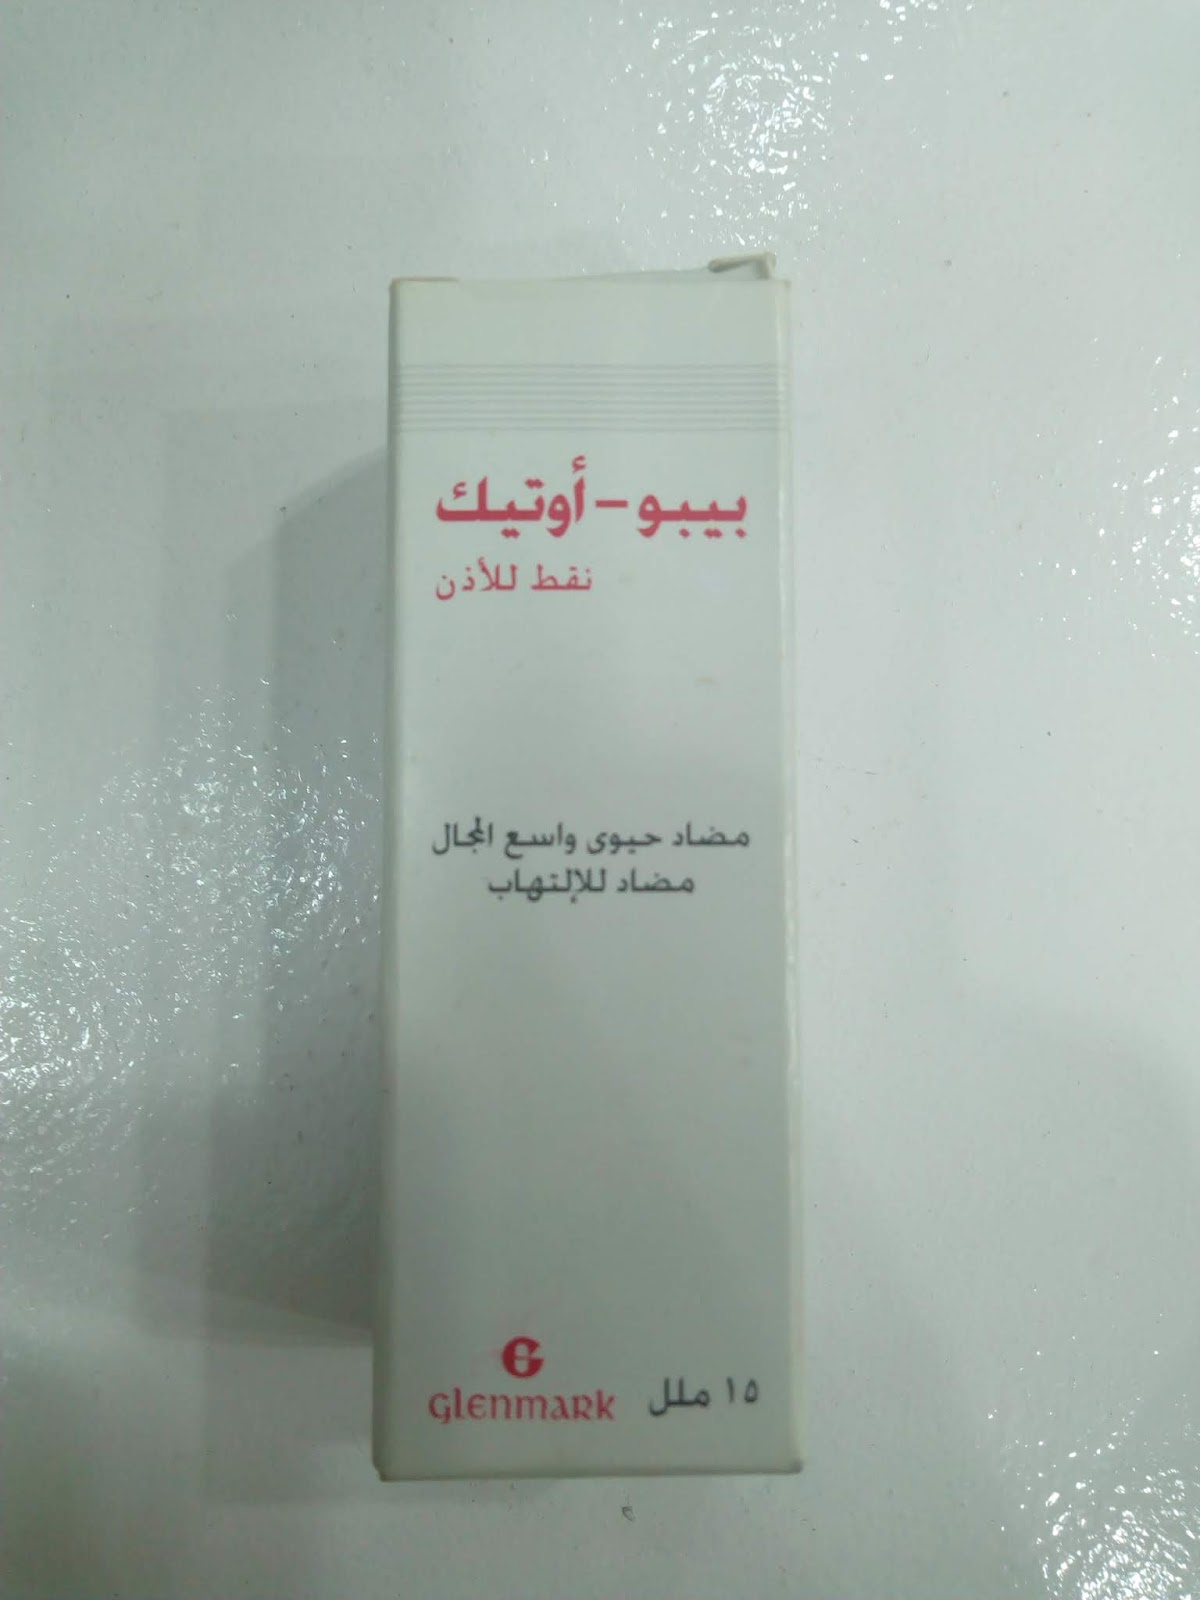 بيبو - أوتيك
نقط للأذن
مضاد حيوى واسع المجال
مضاد للإلتهاب
G
GLENMARK
١٥ ملل